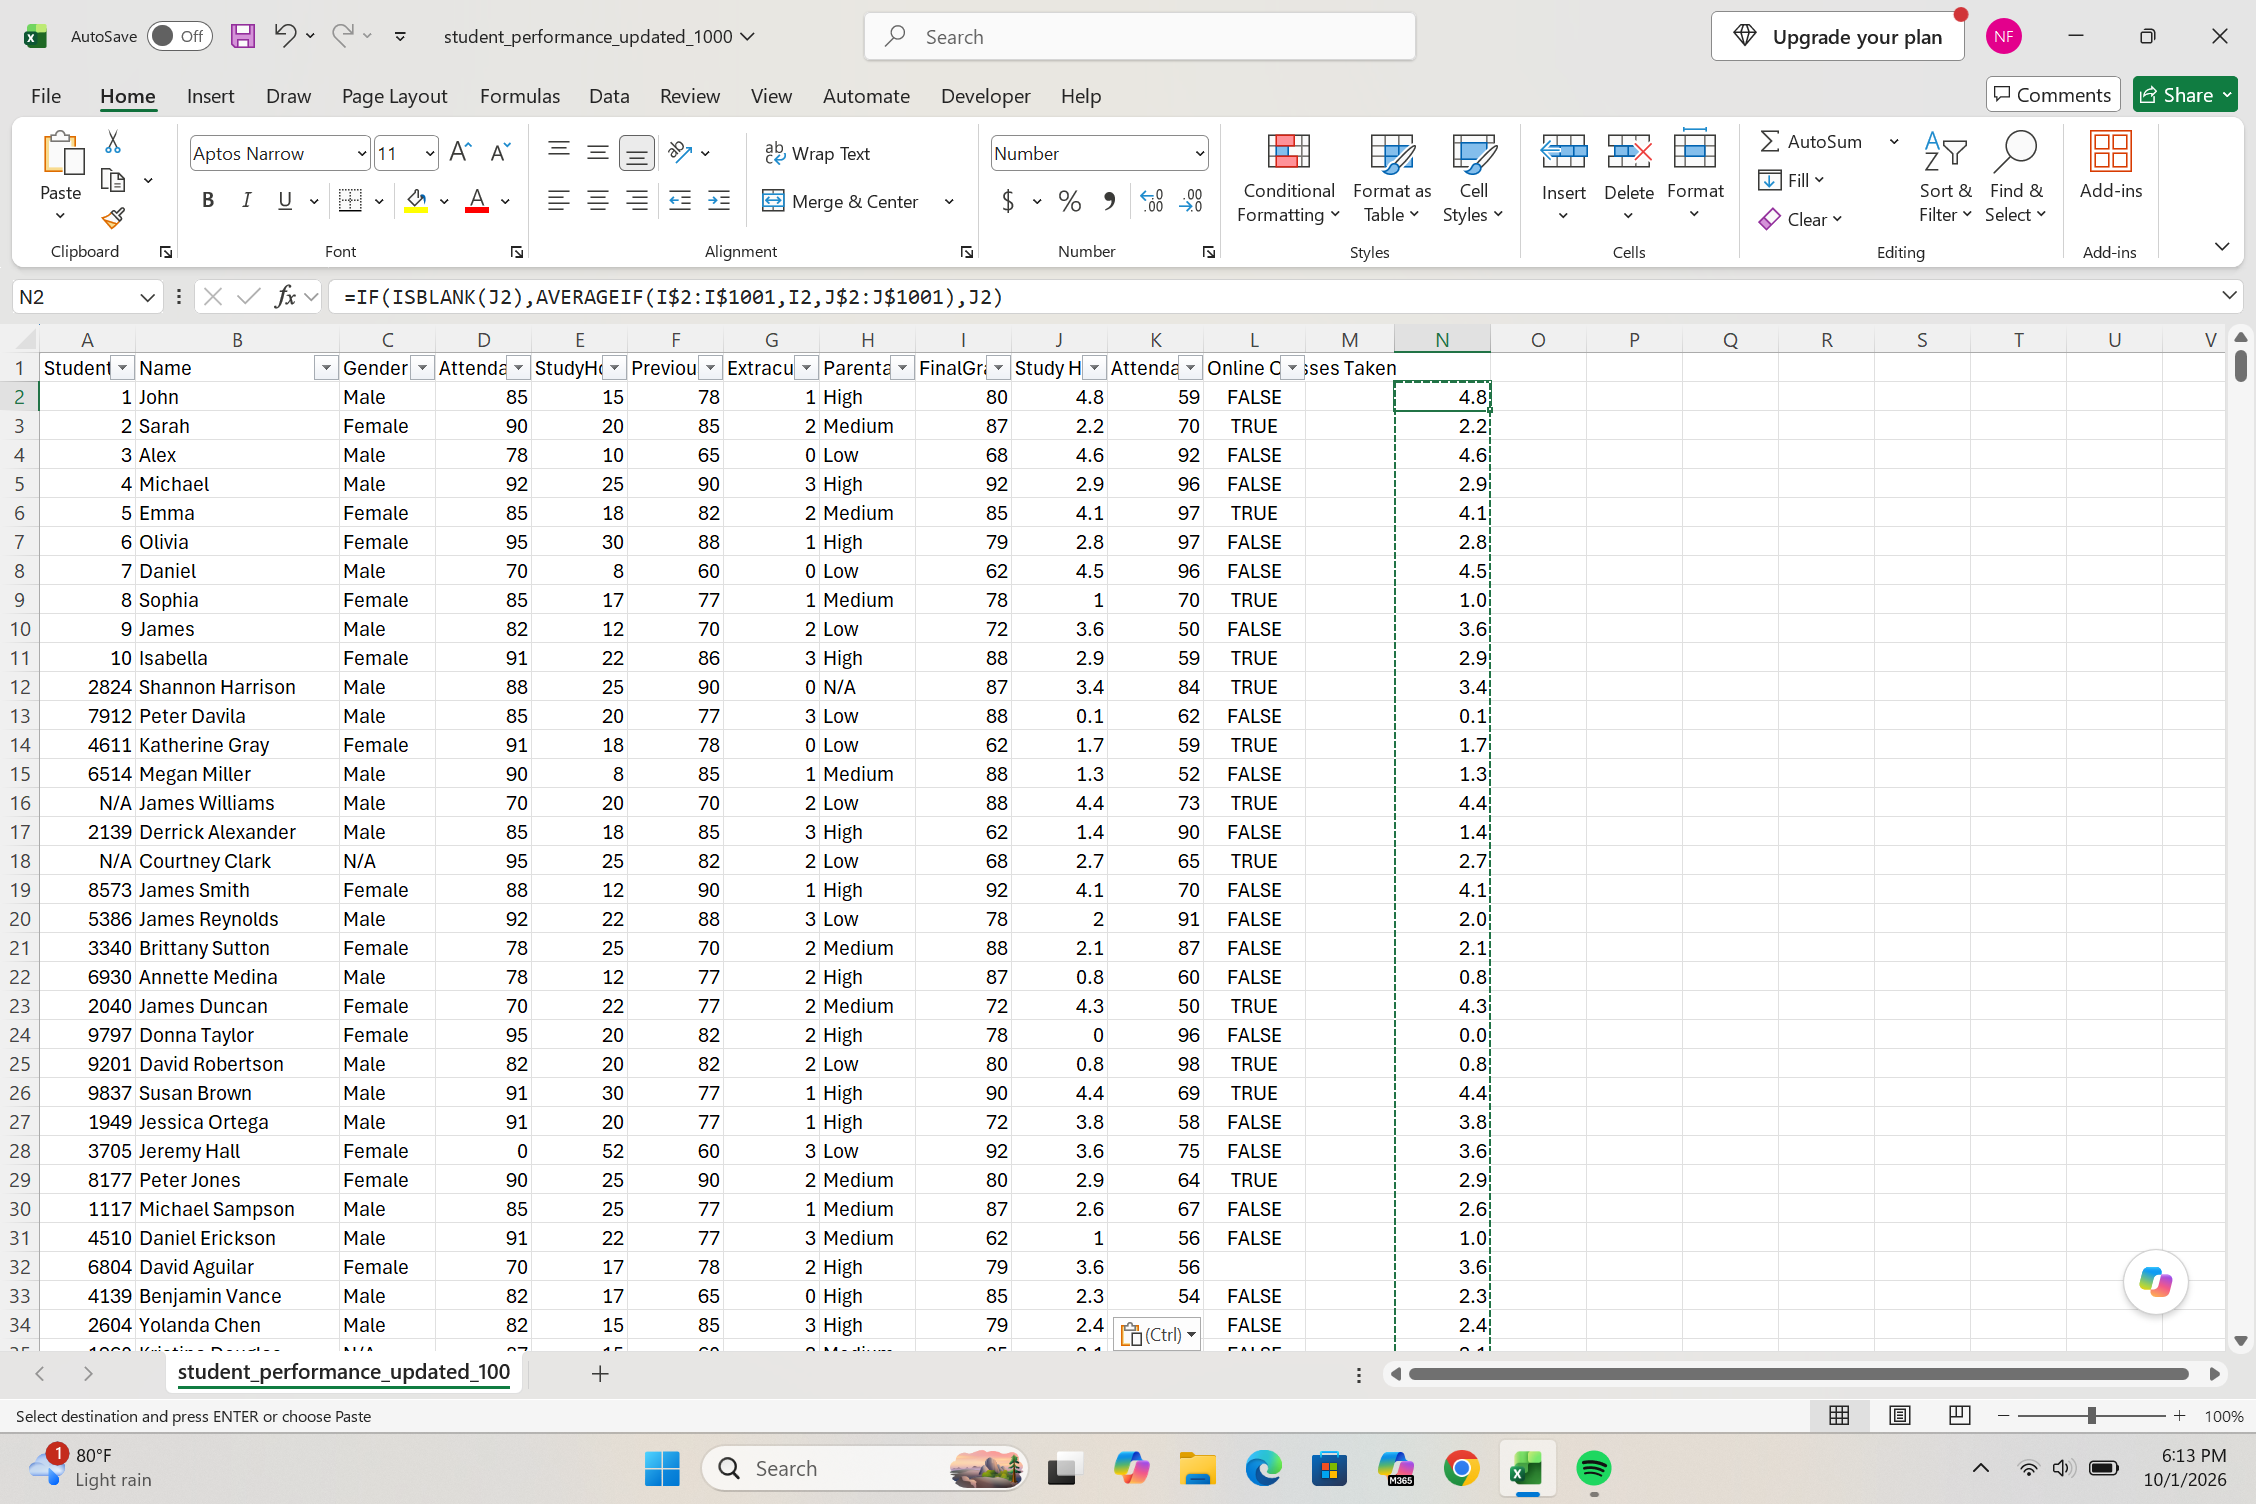 AutoSave Off student_performance_updated_1000 Search Upgrade your plan NF
File Home Insert Draw Page Layout Formulas Data Review View Automate Developer Help Comments Share
Paste Aptos Narrow 11 Wrap Text Number Conditional Formatting Format as Table Cell Styles Insert Delete Format AutoSum Fill Clear Sort & Filter Find & Select Add-ins
B I U A Merge & Center $ %
Clipboard Font Alignment Number Styles Cells Editing Add-ins
N2 fx =IF(ISBLANK(J2),AVERAGEIF(I$2:I$1001,I2,J$2:J$1001),J2)
A B C D E F G H I J K L M N O P Q R S T U V
1 Student Name Gender Attenda StudyHo Previou Extracu Parenta FinalGra Study H Attenda Online C sses Taken
2 1 John Male 85 15 78 1 High 80 4.8 59 FALSE 4.8
3 2 Sarah Female 90 20 85 2 Medium 87 2.2 70 TRUE 2.2
4 3 Alex Male 78 10 65 0 Low 68 4.6 92 FALSE 4.6
5 4 Michael Male 92 25 90 3 High 92 2.9 96 FALSE 2.9
6 5 Emma Female 85 18 82 2 Medium 85 4.1 97 TRUE 4.1
7 6 Olivia Female 95 30 88 1 High 79 2.8 97 FALSE 2.8
8 7 Daniel Male 70 8 60 0 Low 62 4.5 96 FALSE 4.5
9 8 Sophia Female 85 17 77 1 Medium 78 1 70 TRUE 1.0
10 9 James Male 82 12 70 2 Low 72 3.6 50 FALSE 3.6
11 10 Isabella Female 91 22 86 3 High 88 2.9 59 TRUE 2.9
12 2824 Shannon Harrison Male 88 25 90 0 N/A 87 3.4 84 TRUE 3.4
13 7912 Peter Davila Male 85 20 77 3 Low 88 0.1 62 FALSE 0.1
14 4611 Katherine Gray Female 91 18 78 0 Low 62 1.7 59 TRUE 1.7
15 6514 Megan Miller Male 90 8 85 1 Medium 88 1.3 52 FALSE 1.3
16 N/A James Williams Male 70 20 70 2 Low 88 4.4 73 TRUE 4.4
17 2139 Derrick Alexander Male 85 18 85 3 High 62 1.4 90 FALSE 1.4
18 N/A Courtney Clark N/A 95 25 82 2 Low 68 2.7 65 TRUE 2.7
19 8573 James Smith Female 88 12 90 1 High 92 4.1 70 FALSE 4.1
20 5386 James Reynolds Male 92 22 88 3 Low 78 2 91 FALSE 2.0
21 3340 Brittany Sutton Female 78 25 70 2 Medium 88 2.1 87 FALSE 2.1
22 6930 Annette Medina Male 78 12 77 2 High 87 0.8 60 FALSE 0.8
23 2040 James Duncan Female 70 22 77 2 Medium 72 4.3 50 TRUE 4.3
24 9797 Donna Taylor Female 95 20 82 2 High 78 0 96 FALSE 0.0
25 9201 David Robertson Male 82 20 82 2 Low 80 0.8 98 TRUE 0.8
26 9837 Susan Brown Male 91 30 77 1 High 90 4.4 69 TRUE 4.4
27 1949 Jessica Ortega Male 91 20 77 1 High 72 3.8 58 FALSE 3.8
28 3705 Jeremy Hall Female 0 52 60 3 Low 92 3.6 75 FALSE 3.6
29 8177 Peter Jones Female 90 25 90 2 Medium 80 2.9 64 TRUE 2.9
30 1117 Michael Sampson Male 85 25 77 1 Medium 87 2.6 67 FALSE 2.6
31 4510 Daniel Erickson Male 91 22 77 3 Medium 62 1 56 FALSE 1.0
32 6804 David Aguilar Female 70 17 78 2 High 79 3.6 56 3.6
33 4139 Benjamin Vance Male 82 17 65 0 High 85 2.3 54 FALSE 2.3
34 2604 Yolanda Chen Male 82 15 85 3 High 79 2.4 (Ctrl) FALSE 2.4
student_performance_updated_100
Select destination and press ENTER or choose Paste 100%
1 80°F Search M365 6:13 PM
Light rain 10/1/2026